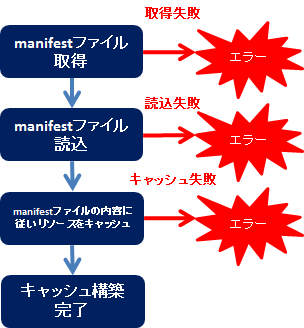 取得失敗
manifestファイル
取得
エラー
読込失敗
manifestファイル
読込
エラー
キャッシュ失敗
manifestファイルの内容に
従いリソースをキャッシュ
エラー
キャッシュ構築
完了